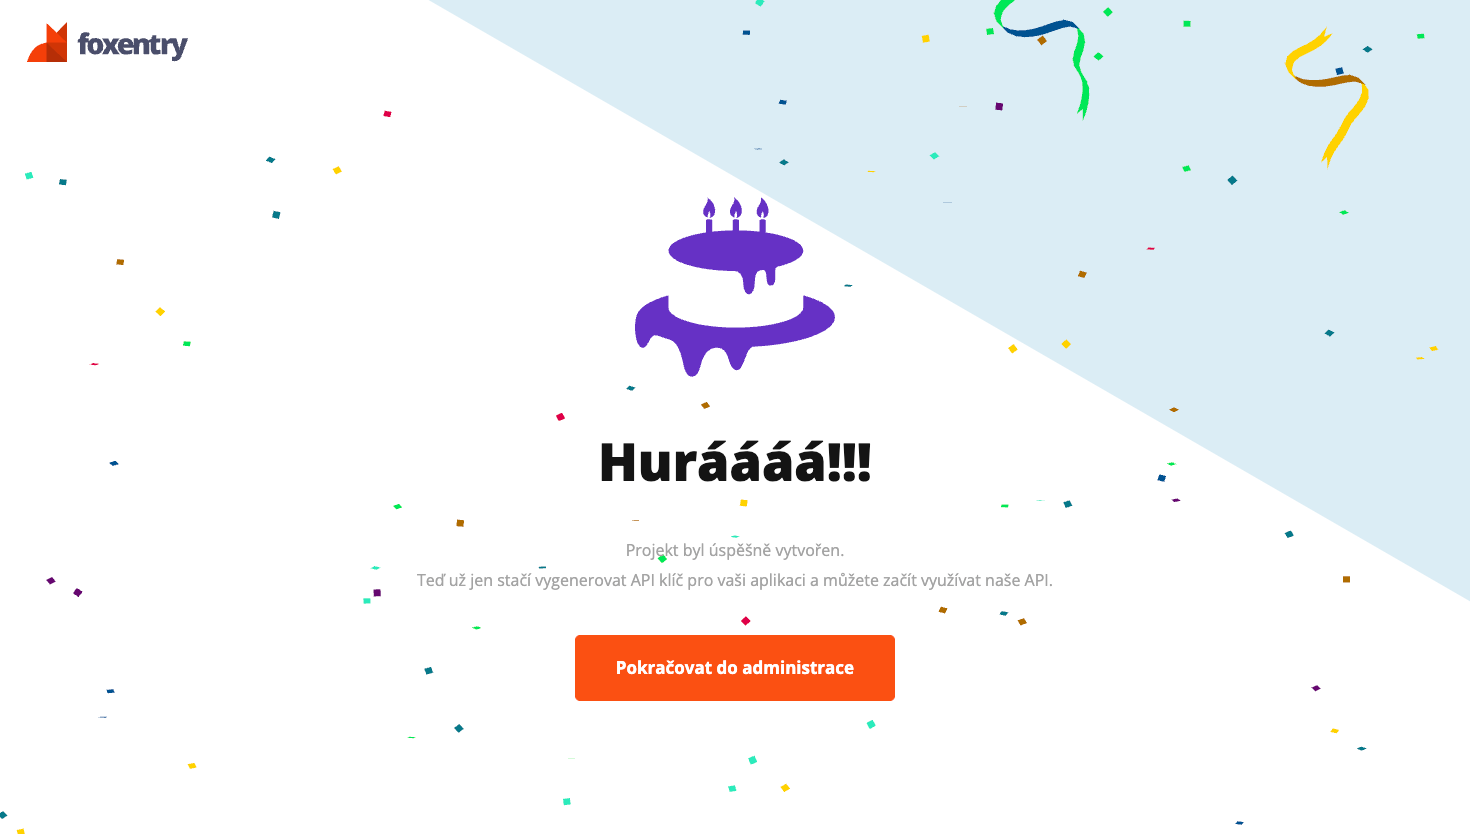 foxentry
Huráááá!!!
Projekt byl úspěšně vytvořen.
Teď už jen stačí vygenerovat API klíč pro vaši aplikaci a můžete začít využívat naše API.
Pokračovat do administrace